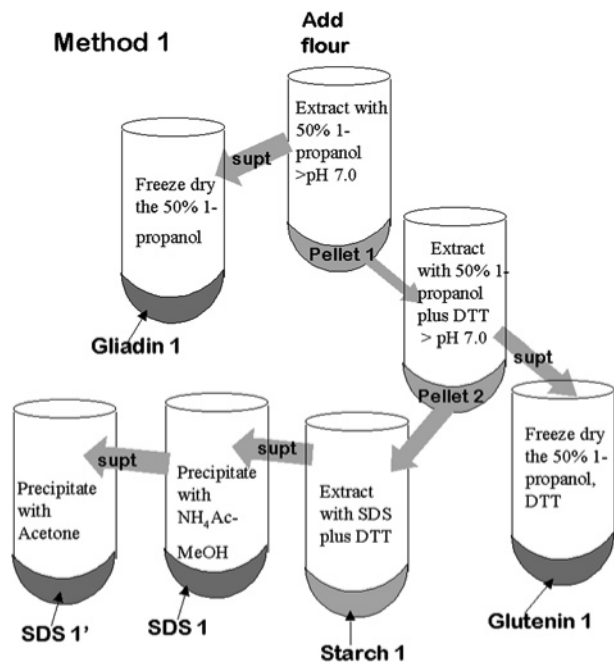 Method 1
Add
flour
Extract with
50% 1-
propanol
>pH 7.0
supt
Freeze dry
the 50% 1-
propanol
Pellet 1
Gliadin 1
Extract
with 50% 1-
propanol
plus DTT
> pH 7.0
supt
Pellet 2
Freeze dry
the 50% 1-
propanol,
DTT
Glutenin 1
Extract
with SDS
plus DTT
Starch 1
supt
Precipitate
with
NH₄Ac-
MeOH
SDS 1
supt
Precipitate
with
Acetone
SDS 1’